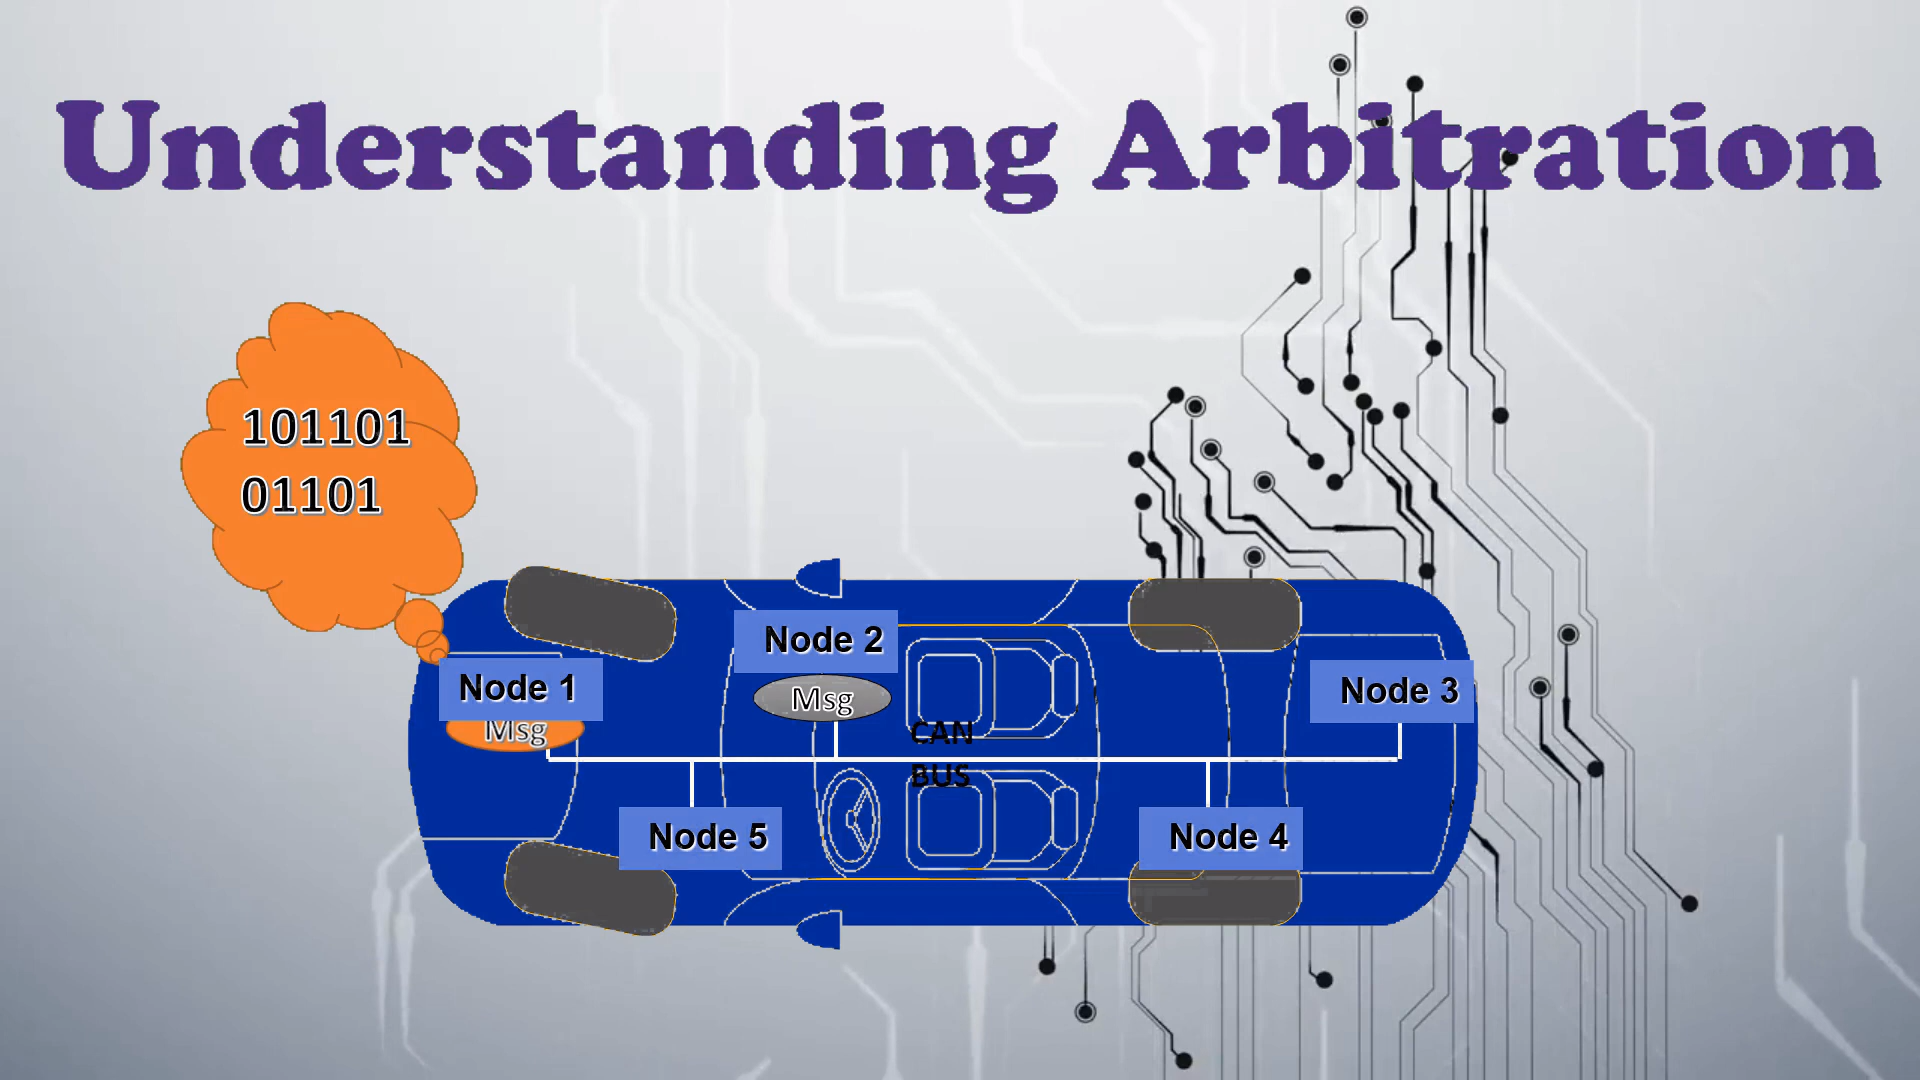 Understanding Arbitration
101101
01101
Node 2
Node 1
Msg
Node 3
Msg
CAN
BUS
Node 5
Node 4